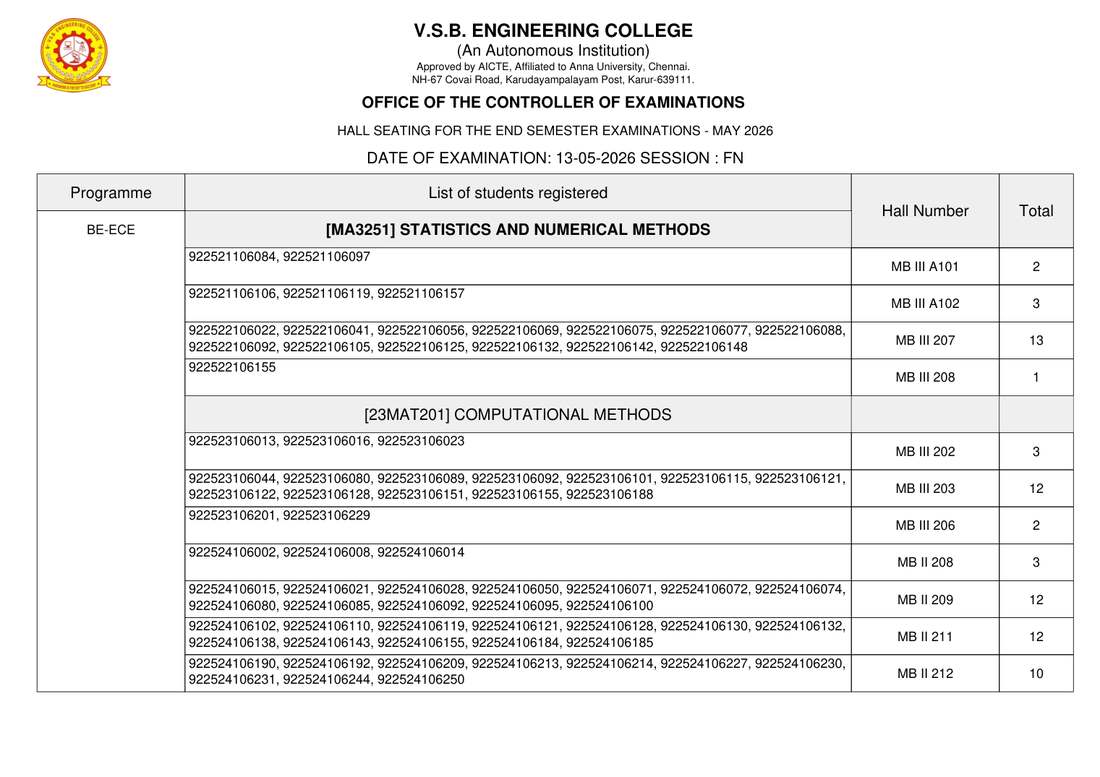 V.S.B. ENGINEERING COLLEGE
(An Autonomous Institution)
Approved by AICTE, Affiliated to Anna University, Chennai.
NH-67 Covai Road, Karudayampalayam Post, Karur-639111.
OFFICE OF THE CONTROLLER OF EXAMINATIONS
HALL SEATING FOR THE END SEMESTER EXAMINATIONS - MAY 2026
DATE OF EXAMINATION: 13-05-2026 SESSION : FN
Programme List of students registered Hall Number Total
BE-ECE [MA3251] STATISTICS AND NUMERICAL METHODS
922521106084, 922521106097 MB III A101 2
922521106106, 922521106119, 922521106157 MB III A102 3
922522106022, 922522106041, 922522106056, 922522106069, 922522106075, 922522106077, 922522106088,
922522106092, 922522106105, 922522106125, 922522106132, 922522106142, 922522106148 MB III 207 13
922522106155 MB III 208 1
[23MAT201] COMPUTATIONAL METHODS
922523106013, 922523106016, 922523106023 MB III 202 3
922523106044, 922523106080, 922523106089, 922523106092, 922523106101, 922523106115, 922523106121,
922523106122, 922523106128, 922523106151, 922523106155, 922523106188 MB III 203 12
922523106201, 922523106229 MB III 206 2
922524106002, 922524106008, 922524106014 MB II 208 3
922524106015, 922524106021, 922524106028, 922524106050, 922524106071, 922524106072, 922524106074,
922524106080, 922524106085, 922524106092, 922524106095, 922524106100 MB II 209 12
922524106102, 922524106110, 922524106119, 922524106121, 922524106128, 922524106130, 922524106132,
922524106138, 922524106143, 922524106155, 922524106184, 922524106185 MB II 211 12
922524106190, 922524106192, 922524106209, 922524106213, 922524106214, 922524106227, 922524106230,
922524106231, 922524106244, 922524106250 MB II 212 10